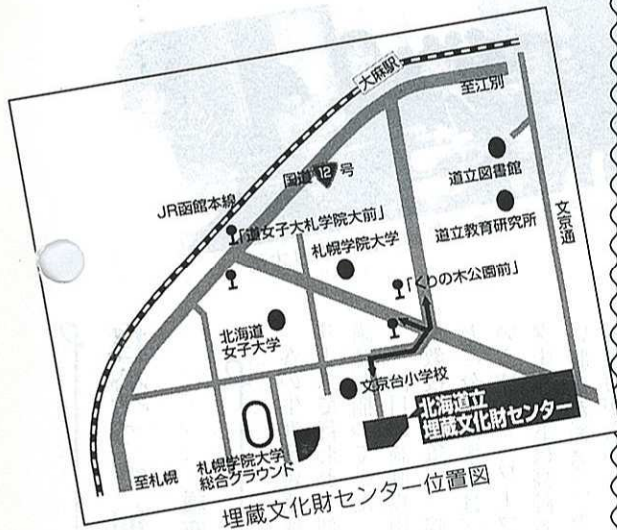 大麻駅
至江別
国道 12 号
道立図書館
JR函館本線
「道女子大札学院大前」
道立教育研究所
文京通
札幌学院大学
「くりの木公園前」
北海道
女子大学
文京台小学校
北海道立
埋蔵文化財センター
至札幌
札幌学院大学
総合グラウンド
埋蔵文化財センター位置図